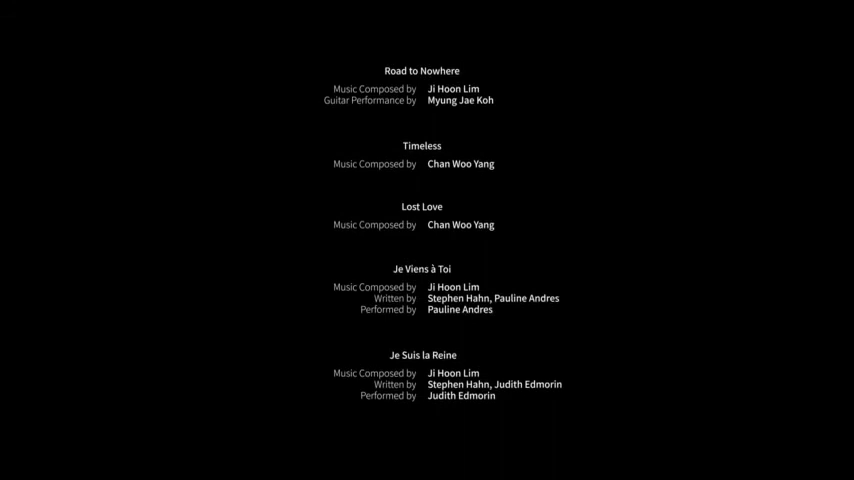 Road to Nowhere
Music Composed by Ji Hoon Lim
Guitar Performance by Myung Jae Koh
Timeless
Music Composed by Chan Woo Yang
Lost Love
Music Composed by Chan Woo Yang
Je Viens à Toi
Music Composed by Ji Hoon Lim
Written by Stephen Hahn, Pauline Andres
Performed by Pauline Andres
Je Suis la Reine
Music Composed by Ji Hoon Lim
Written by Stephen Hahn, Judith Edmorin
Performed by Judith Edmorin